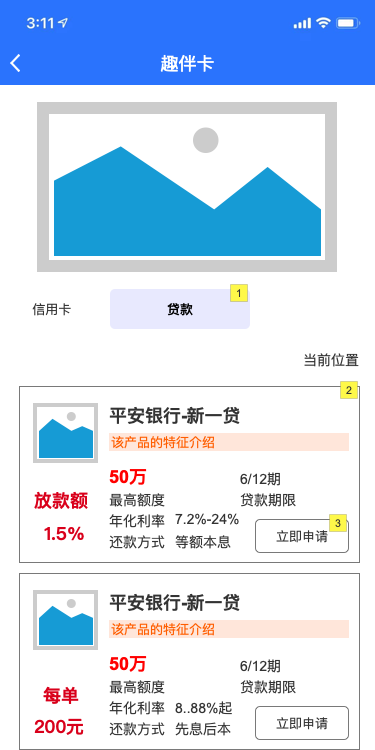 3:11
趣伴卡
信用卡
贷款
1
当前位置
2
平安银行-新一贷
该产品的特征介绍
50万
6/12期
最高额度
贷款期限
放款额
1.5%
年化利率 7.2%-24%
还款方式 等额本息
立即申请
3
平安银行-新一贷
该产品的特征介绍
50万
6/12期
最高额度
贷款期限
每单
200元
年化利率 8..88%起
还款方式 先息后本
立即申请